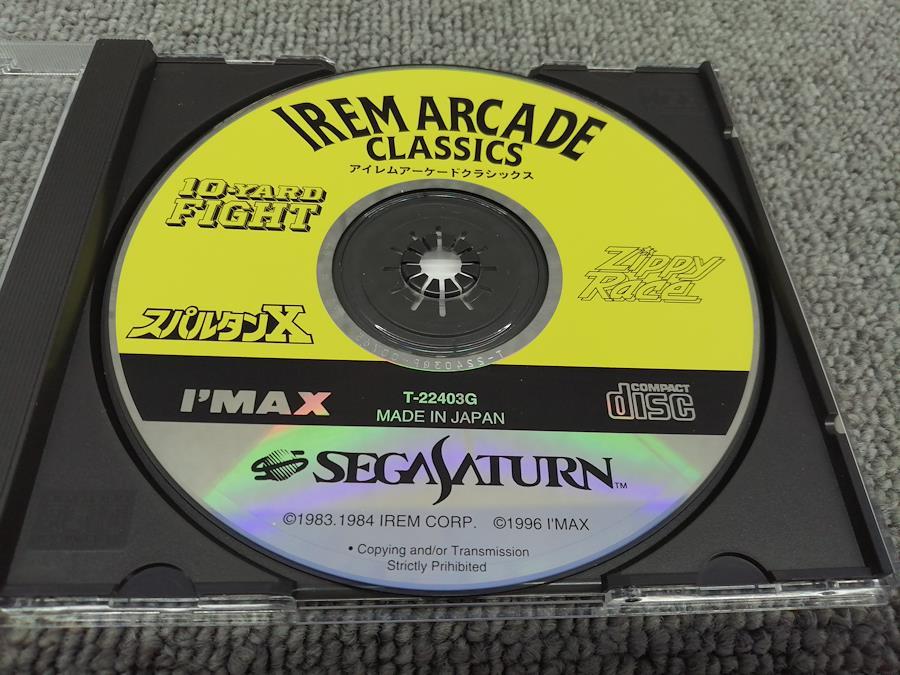 IREM ARCADE
CLASSICS
アイレムアーケードクラシックス
10-YARD
FIGHT
Zippy
Race
スパルタンX
I'MAX
T-22403G
MADE IN JAPAN
COMPACT
disc
SEGA SATURN™
©1983.1984 IREM CORP. ©1996 I'MAX
• Copying and/or Transmission
Strictly Prihibited